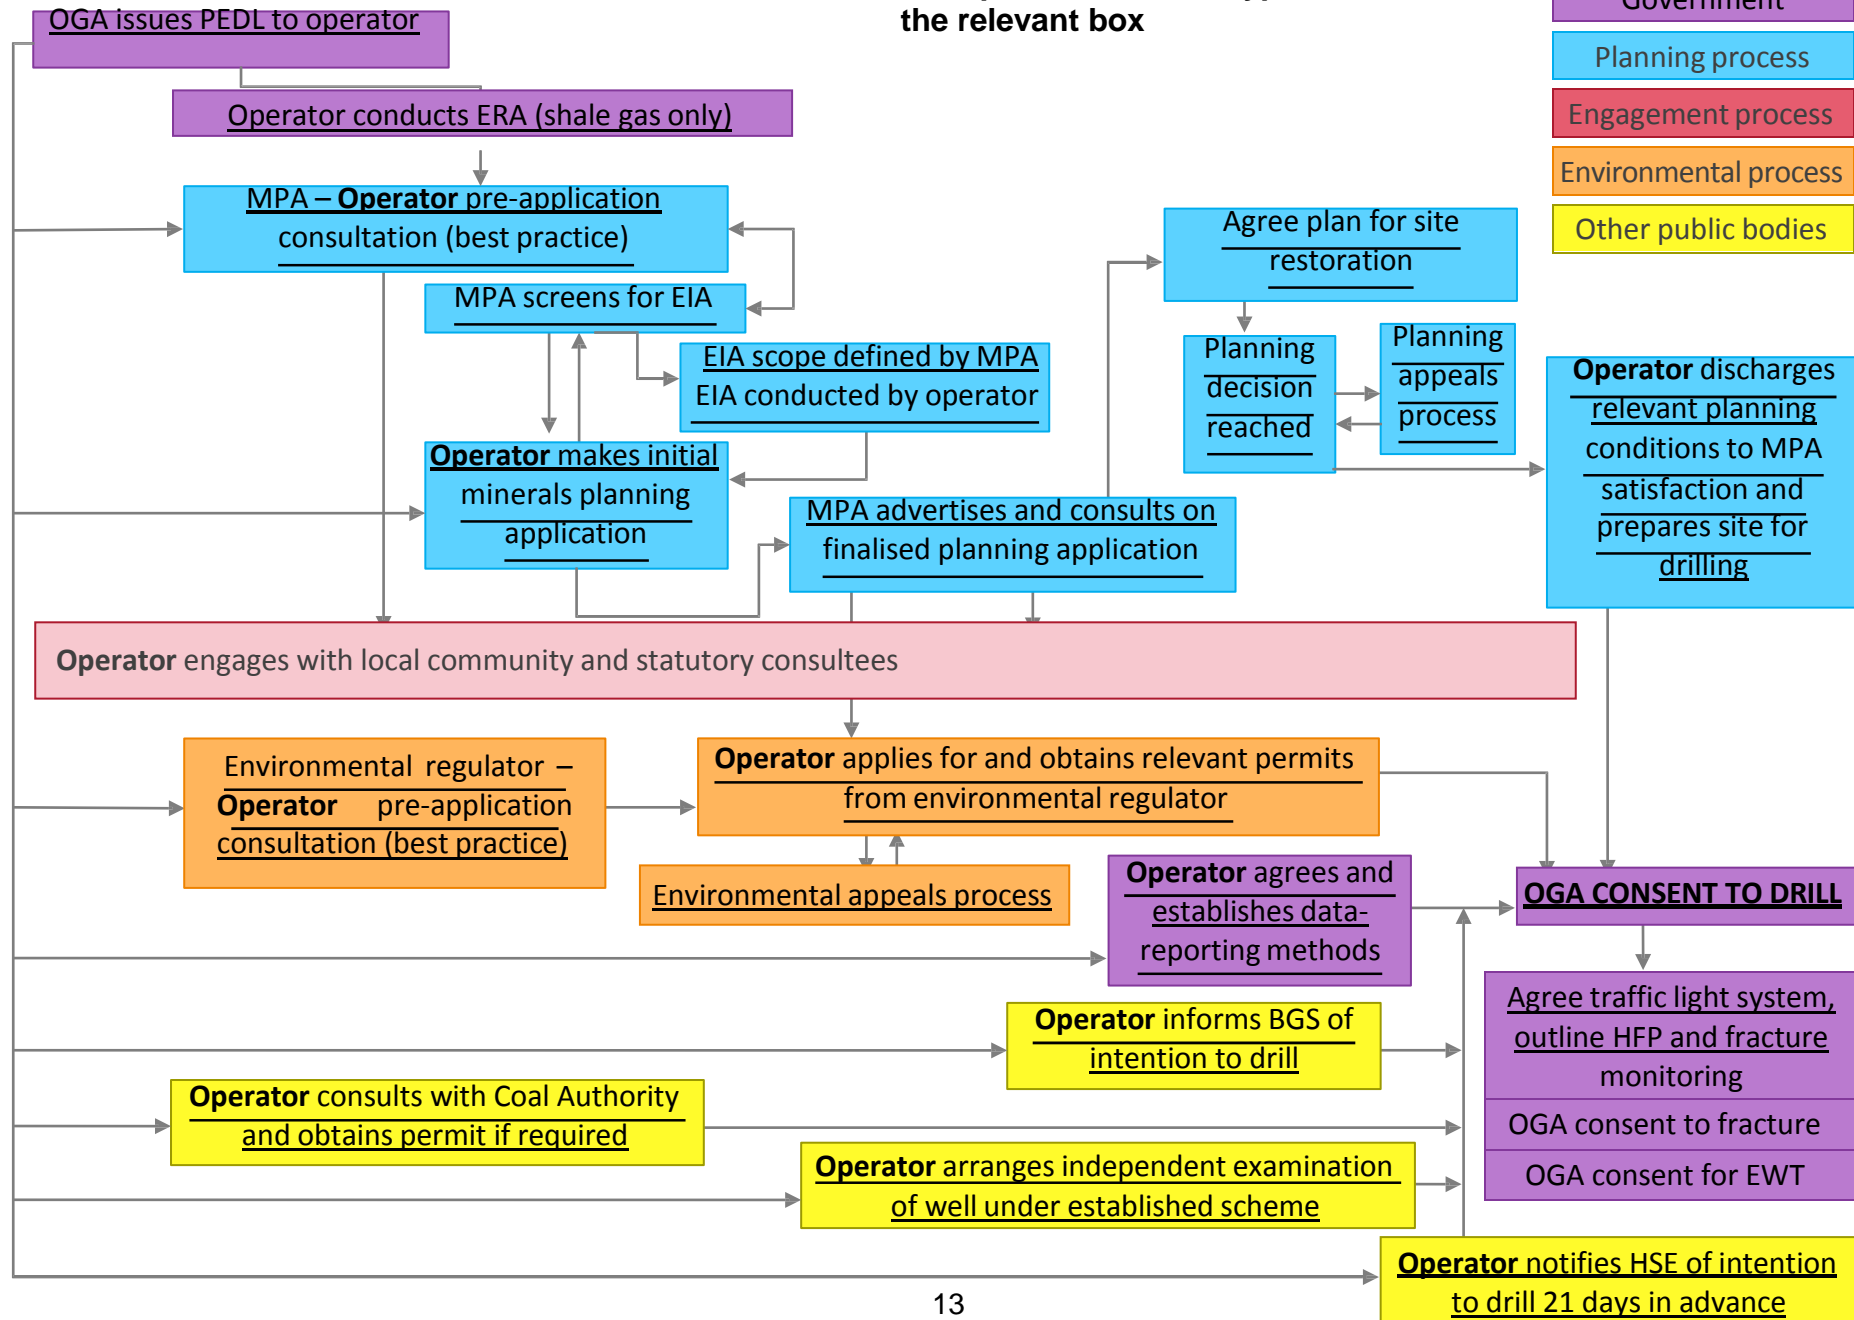 the relevant box
Government
Planning process
Engagement process
Environmental process
Other public bodies
OGA issues PEDL to operator
Operator conducts ERA (shale gas only)
MPA – Operator pre-application
consultation (best practice)
MPA screens for EIA
EIA scope defined by MPA
EIA conducted by operator
Operator makes initial
minerals planning
application
MPA advertises and consults on
finalised planning application
Agree plan for site
restoration
Planning
decision
reached
Planning
appeals
process
Operator discharges
relevant planning
conditions to MPA
satisfaction and
prepares site for
drilling
Operator engages with local community and statutory consultees
Environmental regulator –
Operator pre-application
consultation (best practice)
Operator applies for and obtains relevant permits
from environmental regulator
Environmental appeals process
Operator agrees and
establishes data-
reporting methods
OGA CONSENT TO DRILL
Agree traffic light system,
outline HFP and fracture
monitoring
OGA consent to fracture
OGA consent for EWT
Operator informs BGS of
intention to drill
Operator consults with Coal Authority
and obtains permit if required
Operator arranges independent examination
of well under established scheme
Operator notifies HSE of intention
to drill 21 days in advance
13